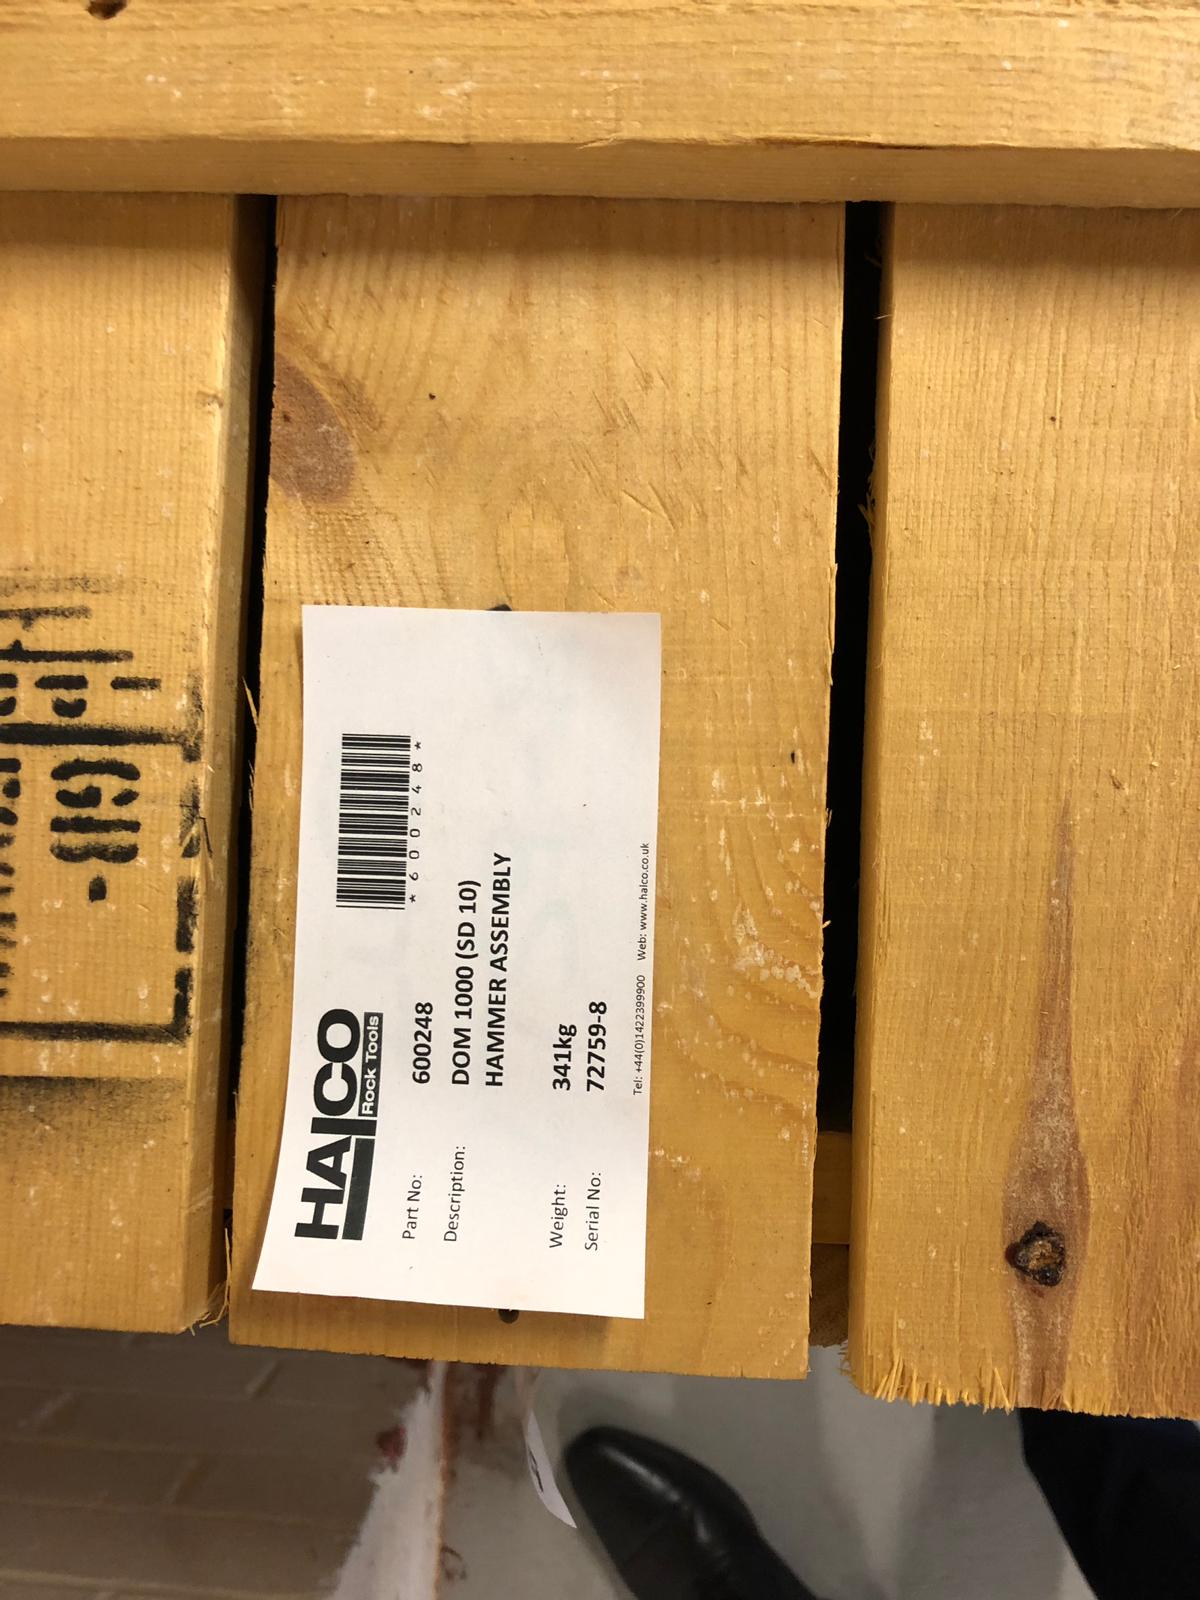 HALCO
Rock Tools
*600248*
Part No: 600248
Description: DOM 1000 (SD 10)
HAMMER ASSEMBLY
Weight: 341kg
Serial No: 72759-8
Tel: +44(0)1422399900 Web: www.halco.co.uk